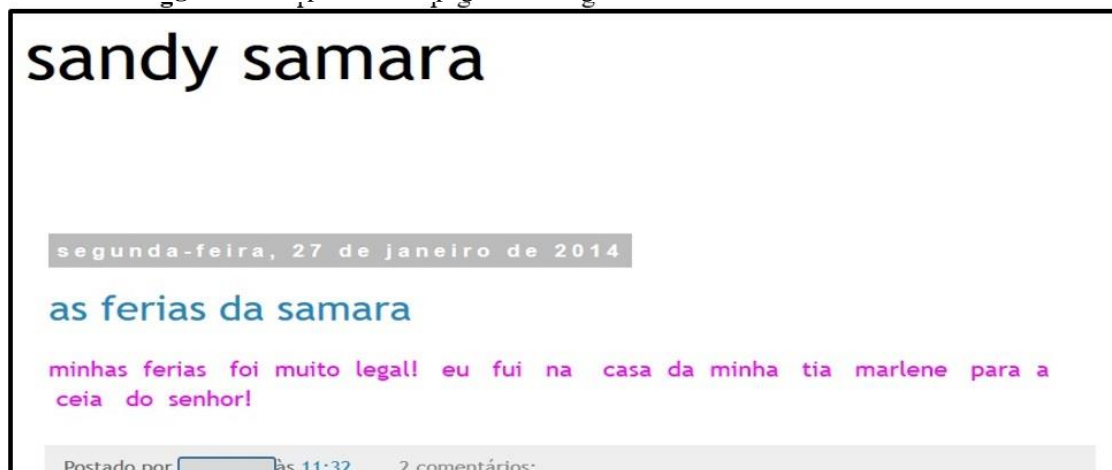 sandy samara
segunda-feira, 27 de janeiro de 2014
as ferias da samara
minhas ferias foi muito legal! eu fui na casa da minha tia marlene para a
ceia do senhor!
Postado por às 11:32 2 comentários: